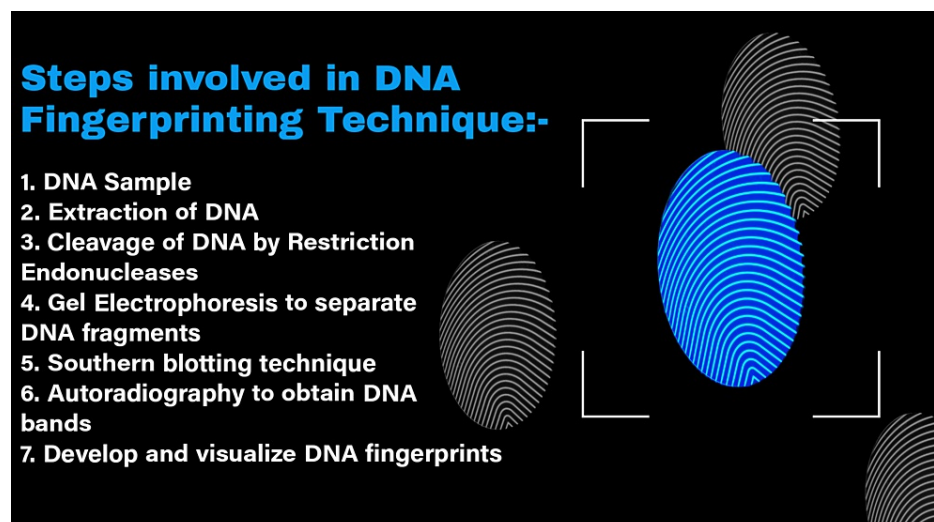 Steps involved in DNA
Fingerprinting Technique:-
1. DNA Sample
2. Extraction of DNA
3. Cleavage of DNA by Restriction
Endonucleases
4. Gel Electrophoresis to separate
DNA fragments
5. Southern blotting technique
6. Autoradiography to obtain DNA
bands
7. Develop and visualize DNA fingerprints